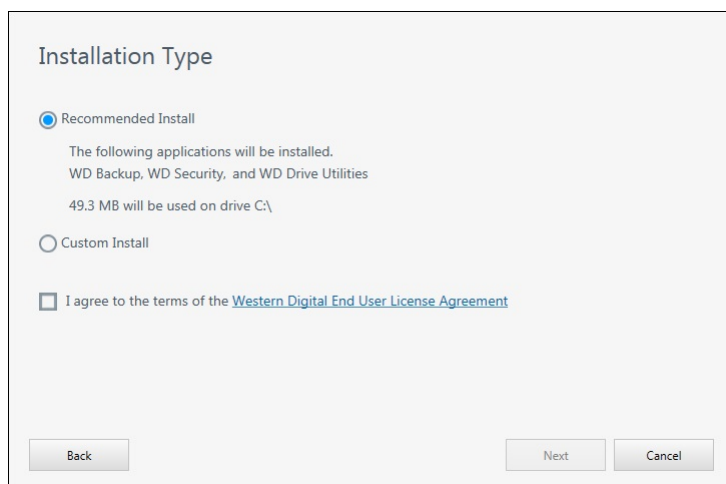 Installation Type
Recommended Install
The following applications will be installed.
WD Backup, WD Security, and WD Drive Utilities
49.3 MB will be used on drive C:\
Custom Install
I agree to the terms of the Western Digital End User License Agreement
Back Next Cancel